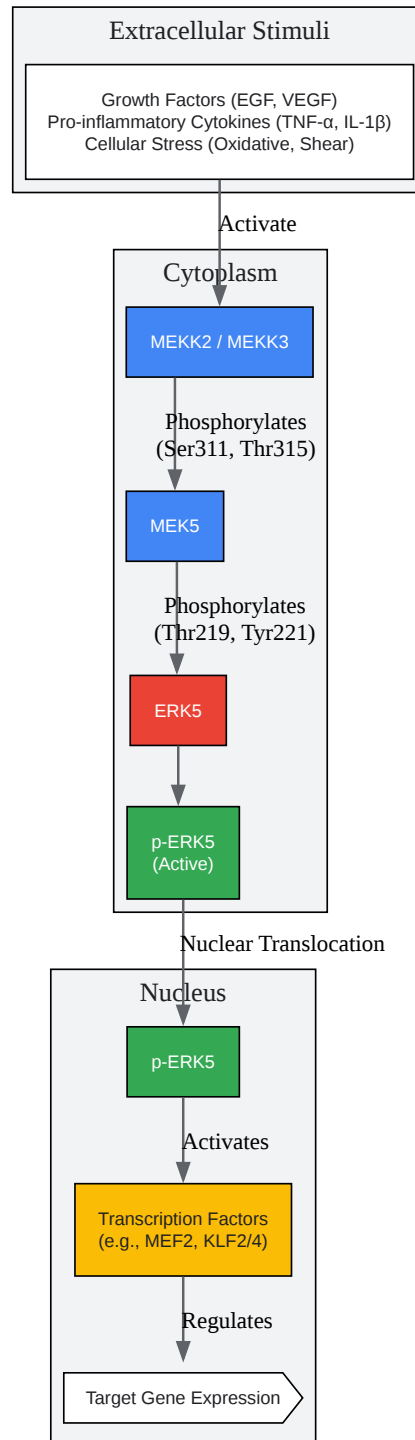 Extracellular Stimuli
Growth Factors (EGF, VEGF)
Pro-inflammatory Cytokines (TNF-α, IL-1β)
Cellular Stress (Oxidative, Shear)
Activate
Cytoplasm
MEKK2 / MEKK3
Phosphorylates
(Ser311, Thr315)
MEK5
Phosphorylates
(Thr219, Tyr221)
ERK5
p-ERK5
(Active)
Nuclear Translocation
Nucleus
p-ERK5
Activates
Transcription Factors
(e.g., MEF2, KLF2/4)
Regulates
Target Gene Expression